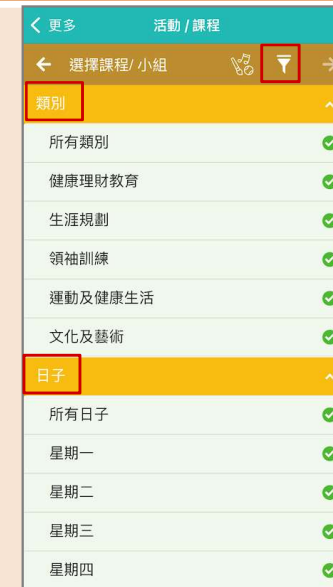 更多 活動 / 課程
選擇課程/ 小組
類別
所有類別
健康理財教育
生涯規劃
領袖訓練
運動及健康生活
文化及藝術
日子
所有日子
星期一
星期二
星期三
星期四